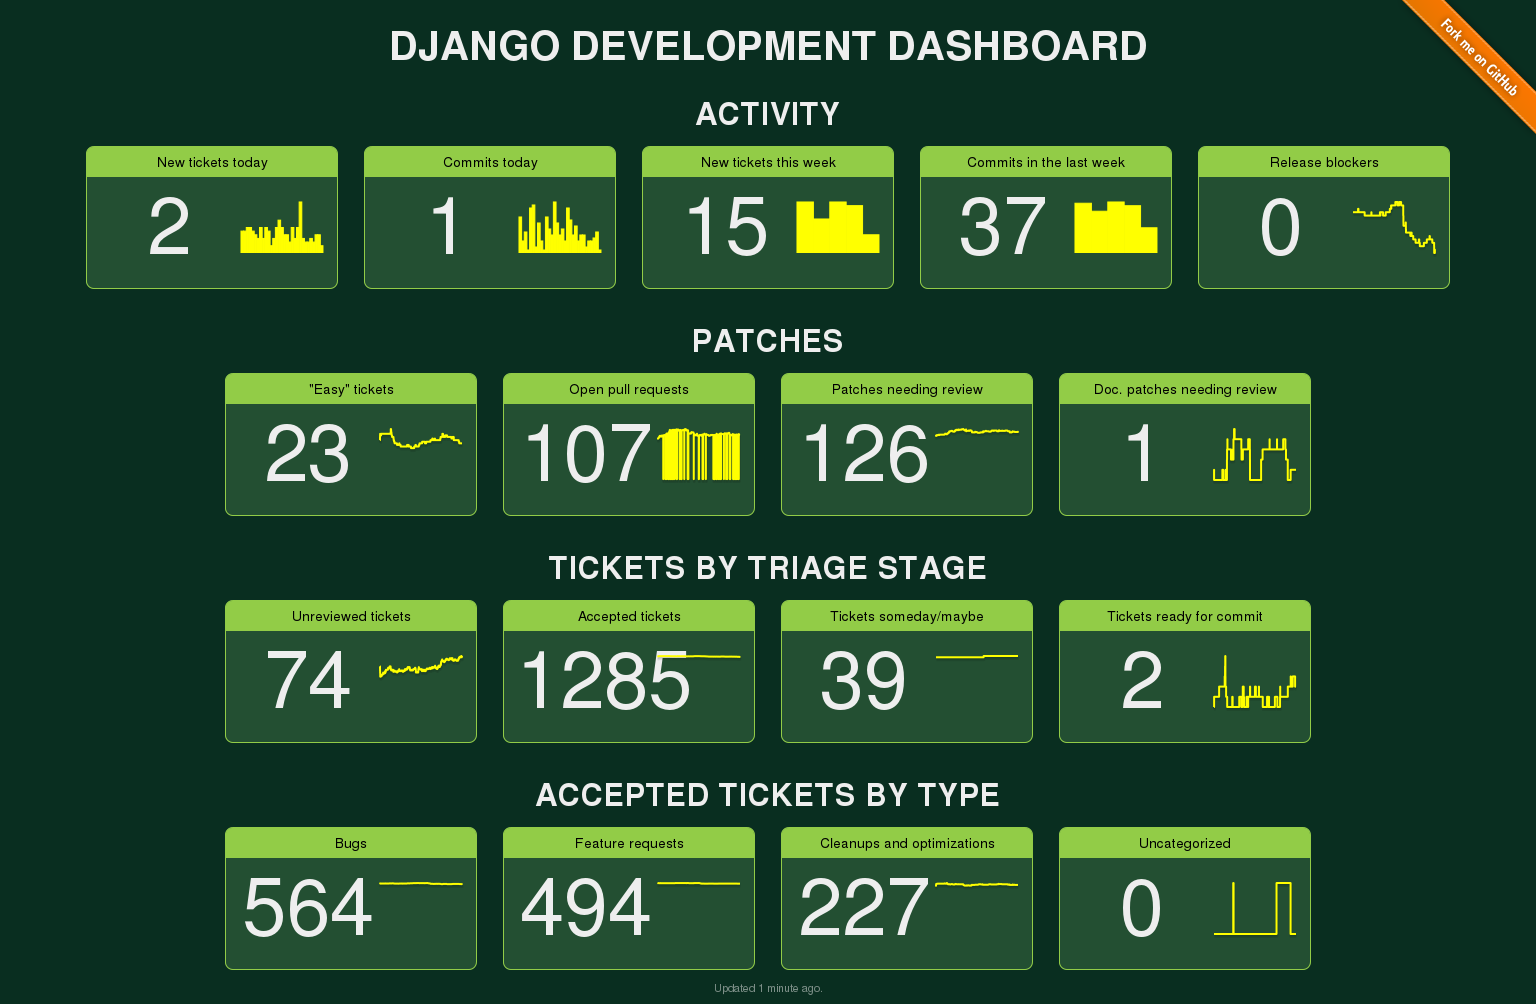 DJANGO DEVELOPMENT DASHBOARD
Fork me on GitHub
ACTIVITY
New tickets today
Commits today
New tickets this week
Commits in the last week
Release blockers
2
1
15
37
0
PATCHES
"Easy" tickets
Open pull requests
Patches needing review
Doc. patches needing review
23
107
126
1
TICKETS BY TRIAGE STAGE
Unreviewed tickets
Accepted tickets
Tickets someday/maybe
Tickets ready for commit
74
1285
39
2
ACCEPTED TICKETS BY TYPE
Bugs
Feature requests
Cleanups and optimizations
Uncategorized
564
494
227
0
Updated 1 minute ago.